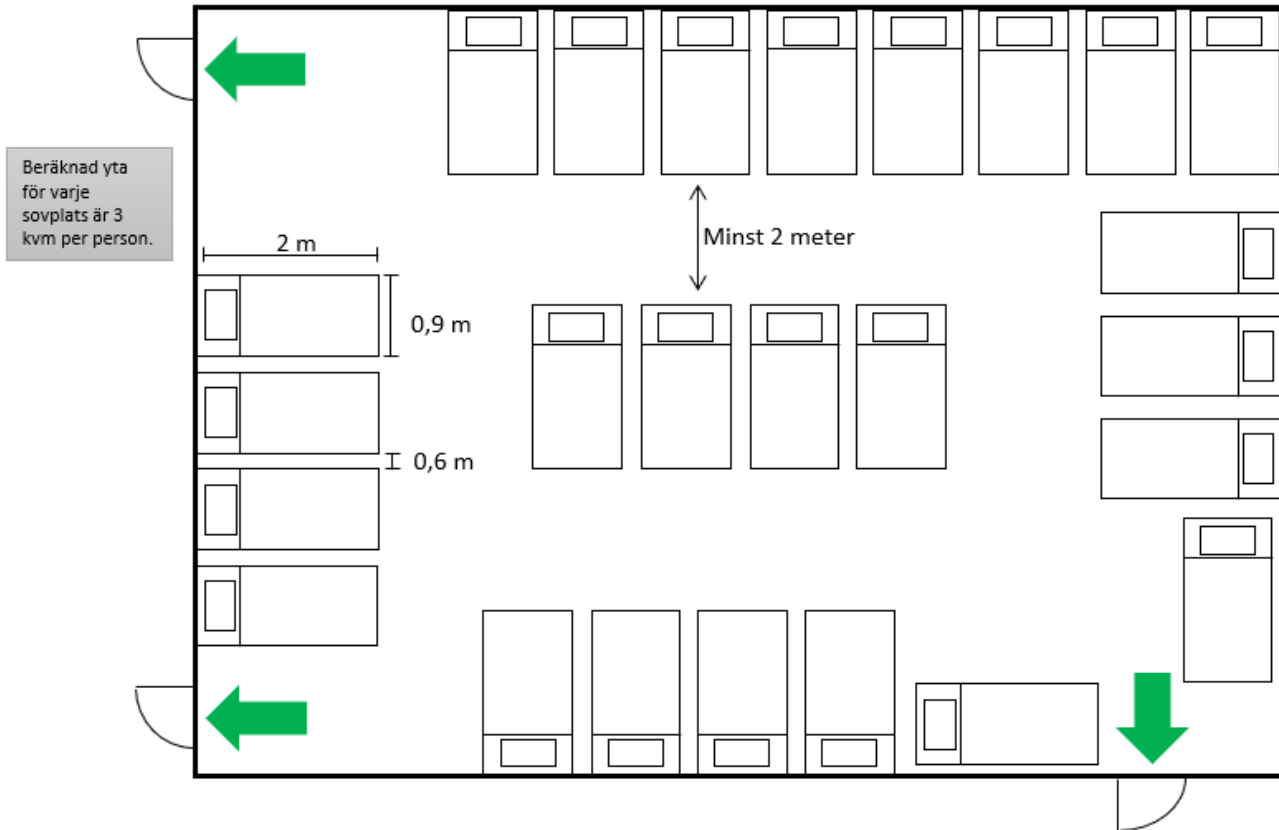 Beräknad yta
för varje
sovplats är 3
kvm per person.
2 m
Minst 2 meter
0,9 m
0,6 m